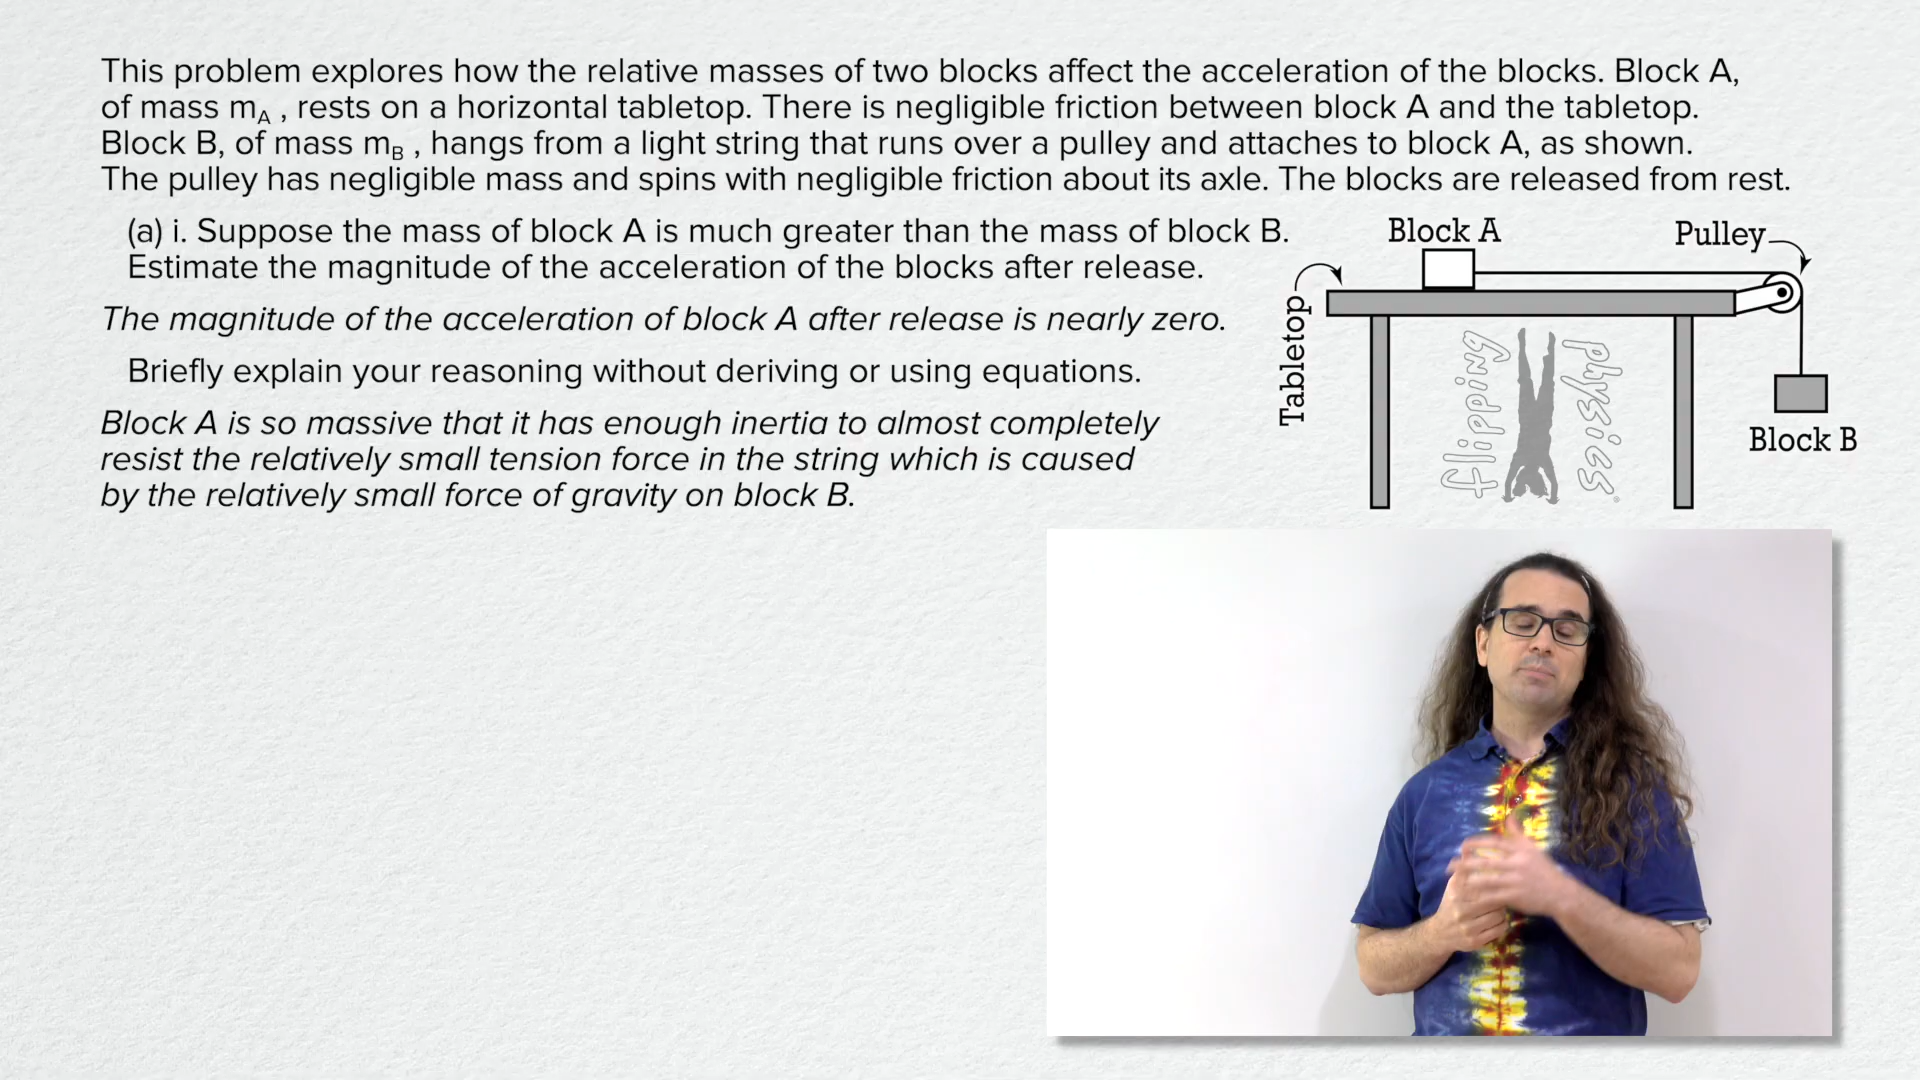 This problem explores how the relative masses of two blocks affect the acceleration of the blocks. Block A,
of mass mA , rests on a horizontal tabletop. There is negligible friction between block A and the tabletop.
Block B, of mass mB , hangs from a light string that runs over a pulley and attaches to block A, as shown.
The pulley has negligible mass and spins with negligible friction about its axle. The blocks are released from rest.
(a) i. Suppose the mass of block A is much greater than the mass of block B.
Estimate the magnitude of the acceleration of the blocks after release.
The magnitude of the acceleration of block A after release is nearly zero.
Briefly explain your reasoning without deriving or using equations.
Block A is so massive that it has enough inertia to almost completely
resist the relatively small tension force in the string which is caused
by the relatively small force of gravity on block B.
Block A
Pulley
Tabletop
Block B
flipping
physics